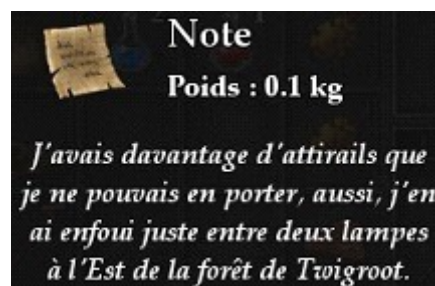 Note
Poids : 0.1 kg
J'avais davantage d'attirails que
je ne pouvais en porter, aussi, j'en
ai enfoui juste entre deux lampes
à l'Est de la forêt de Twigroot.